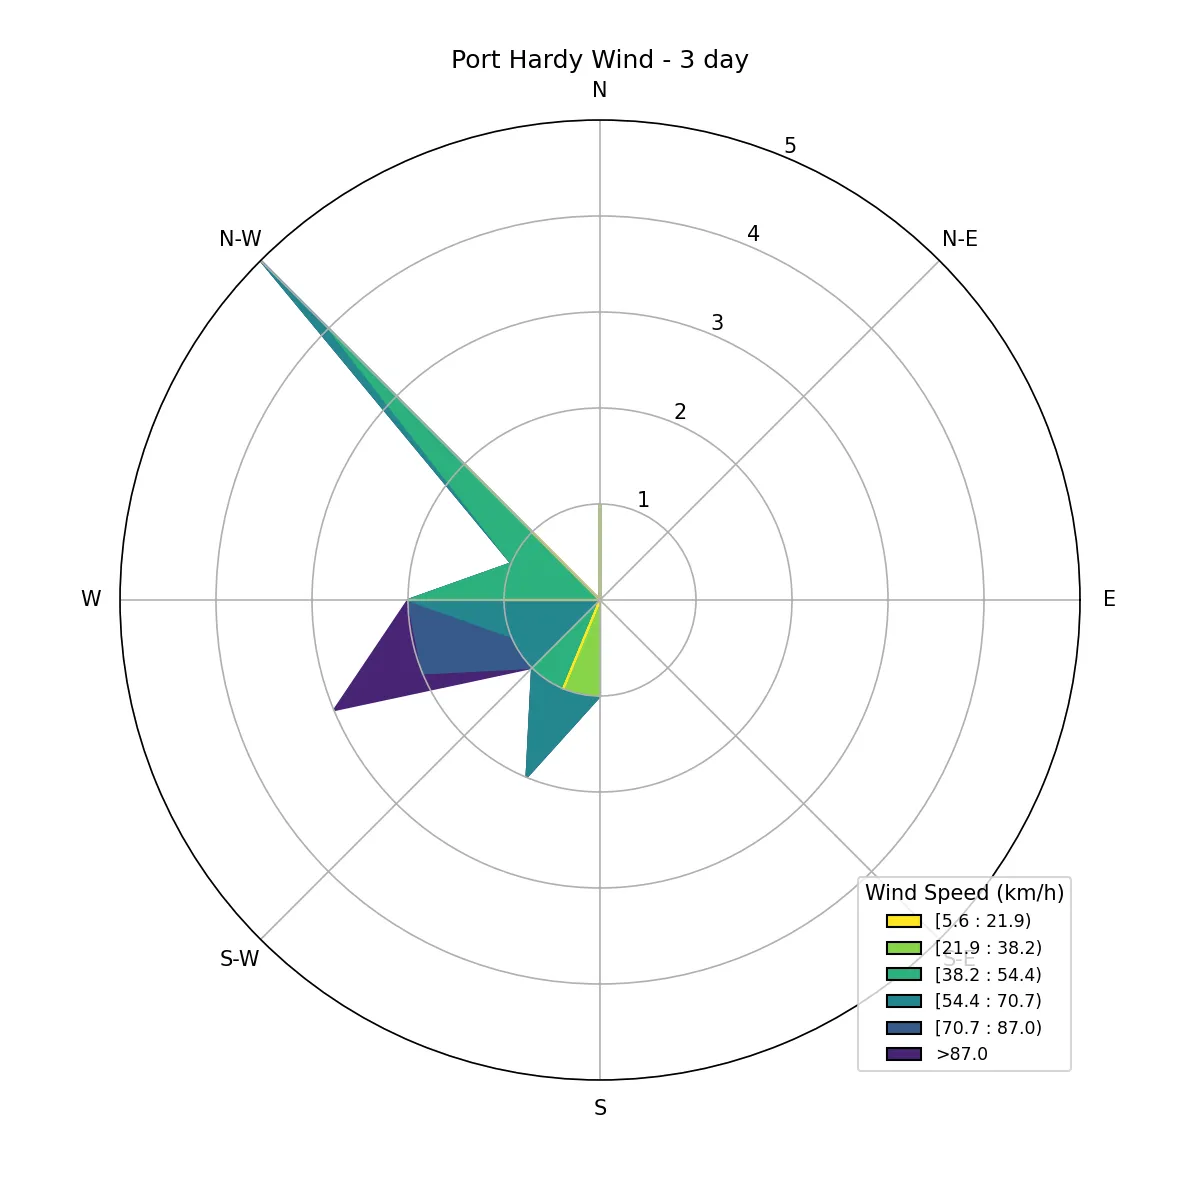 Port Hardy Wind - 3 day
N
5
N-W
N-E
4
3
2
1
W
E
S-W
S-E
S
Wind Speed (km/h)
[5.6 : 21.9)
[21.9 : 38.2)
[38.2 : 54.4)
[54.4 : 70.7)
[70.7 : 87.0)
>87.0